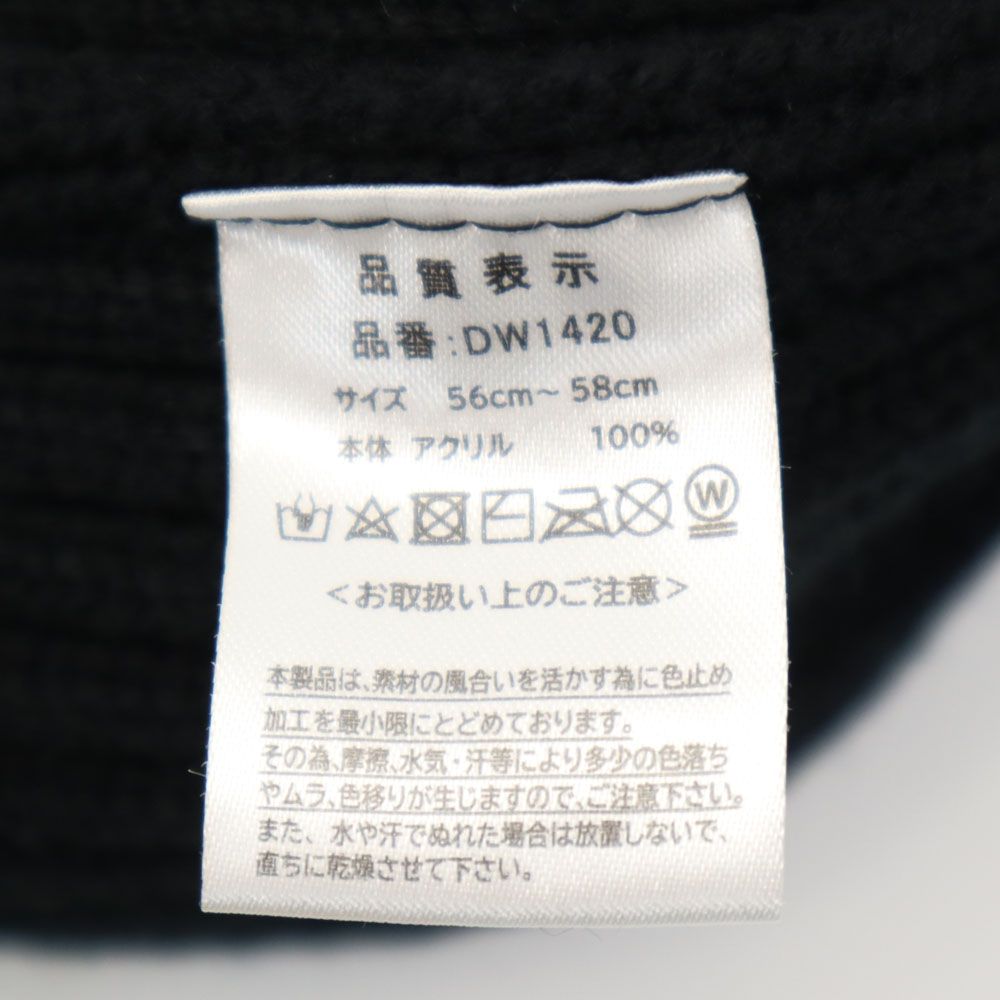 品質表示
品番:DW1420
サイズ 56cm～58cm
本体 アクリル 100%
W
<お取扱い上のご注意>
本製品は、素材の風合いを活かす為に色止め
加工を最小限にとどめております。
その為、摩擦、水気・汗等により多少の色落ち
やムラ、色移りが生じますので、ご注意下さい。
また、水や汗でぬれた場合は放置しないで、
直ちに乾燥させて下さい。